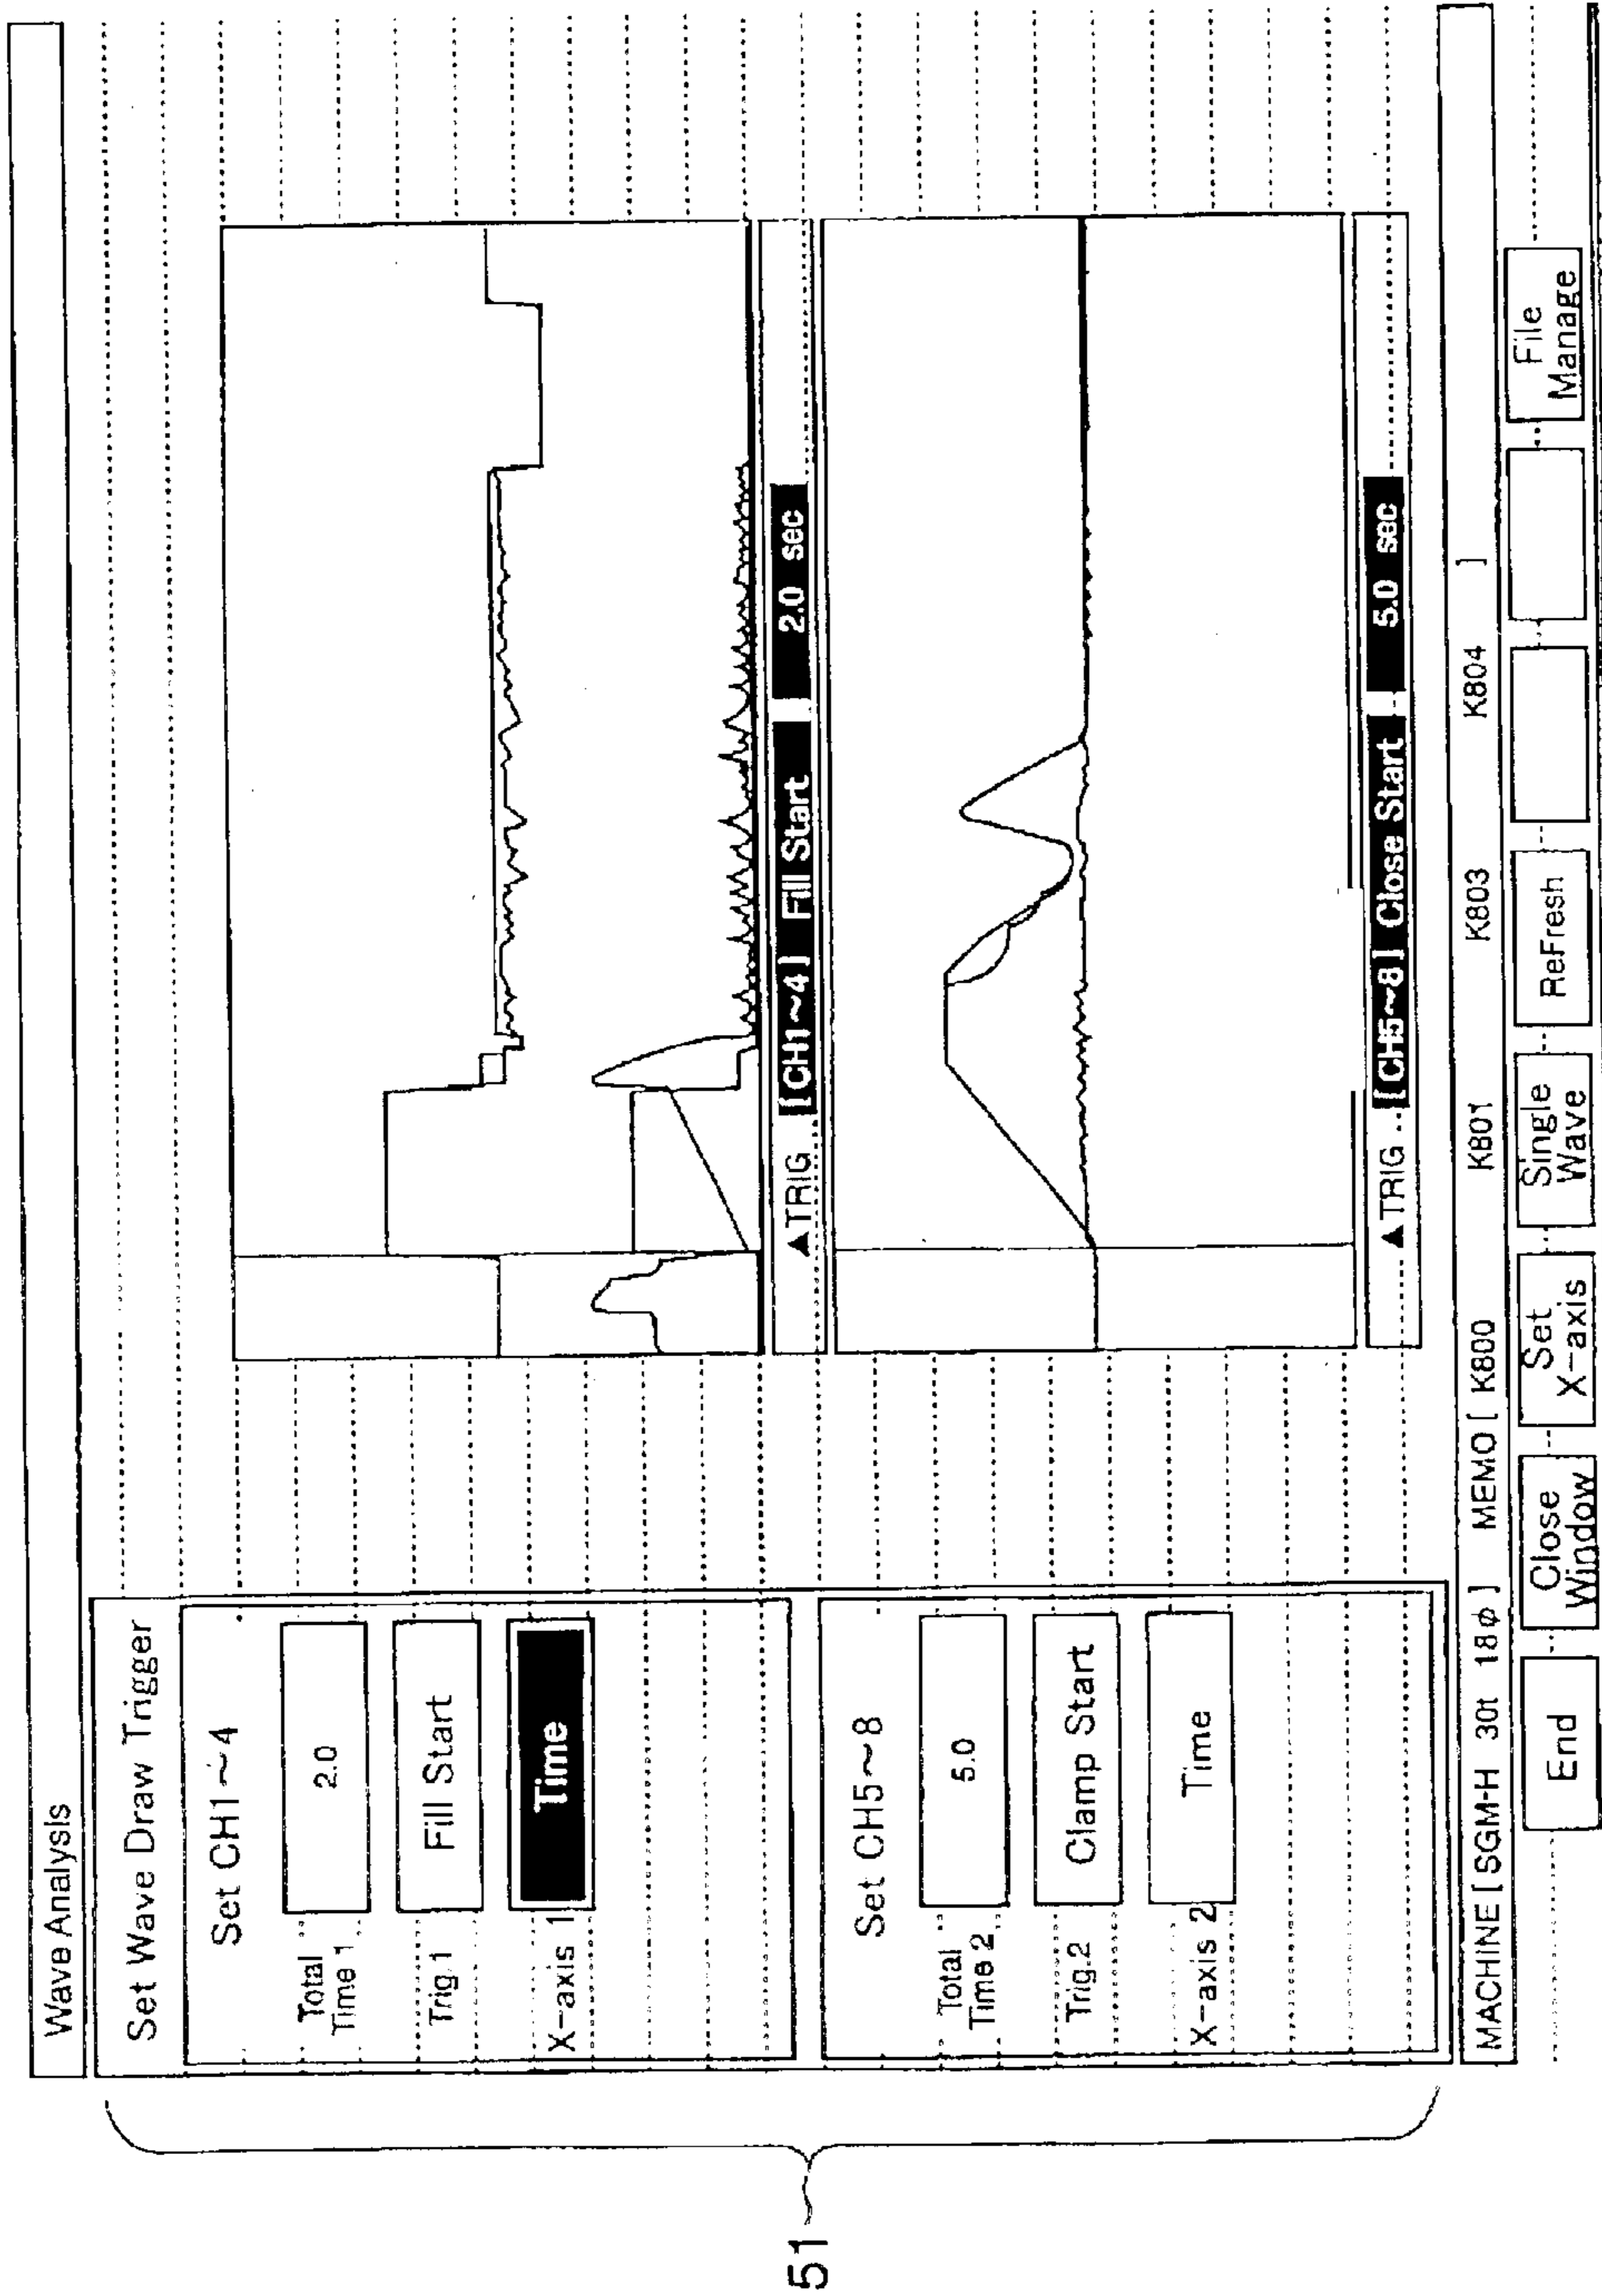 Wave Analysis
Set Wave Draw Trigger
Set CH1~4
Total
Time 1
2.0
Trig.1
Fill Start
X-axis 1
Time
Set CH5~8
Total
Time 2
5.0
Trig.2
Clamp Start
X-axis 2
Time
▲TRIG [CH1~4] Fill Start 2.0 sec
▲TRIG [CH5~8] Close Start 5.0 sec
MACHINE [ SGM-H 30t 18φ ] MEMO [ K800 K801 K803 K804 ]
End
Close
Window
Set
X-axis
Single
Wave
ReFresh
File
Manage
51